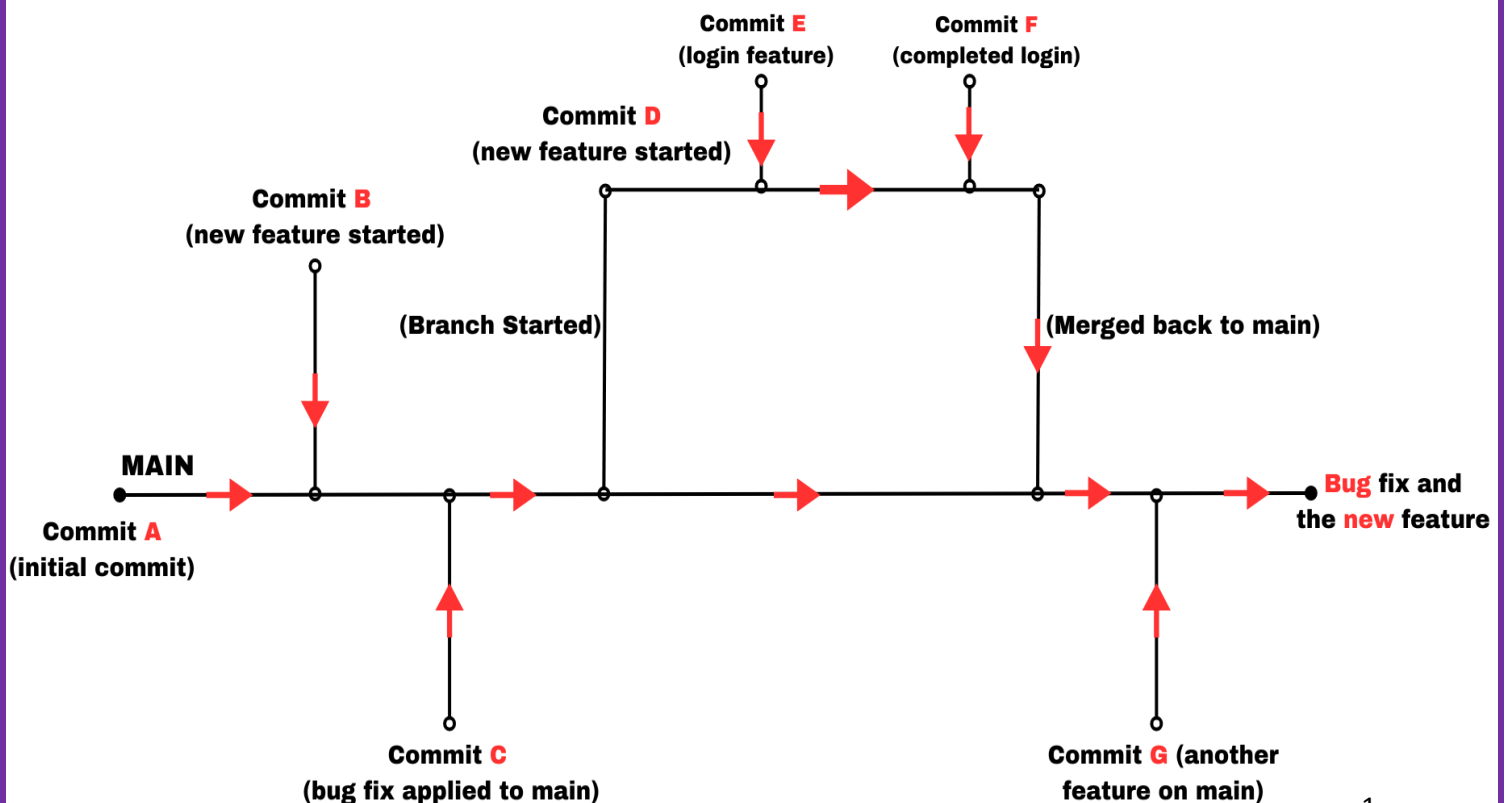 Commit E
(login feature)
Commit F
(completed login)
Commit D
(new feature started)
Commit B
(new feature started)
(Branch Started)
(Merged back to main)
MAIN
Commit A
(initial commit)
Bug fix and
the new feature
Commit C
(bug fix applied to main)
Commit G (another
feature on main)